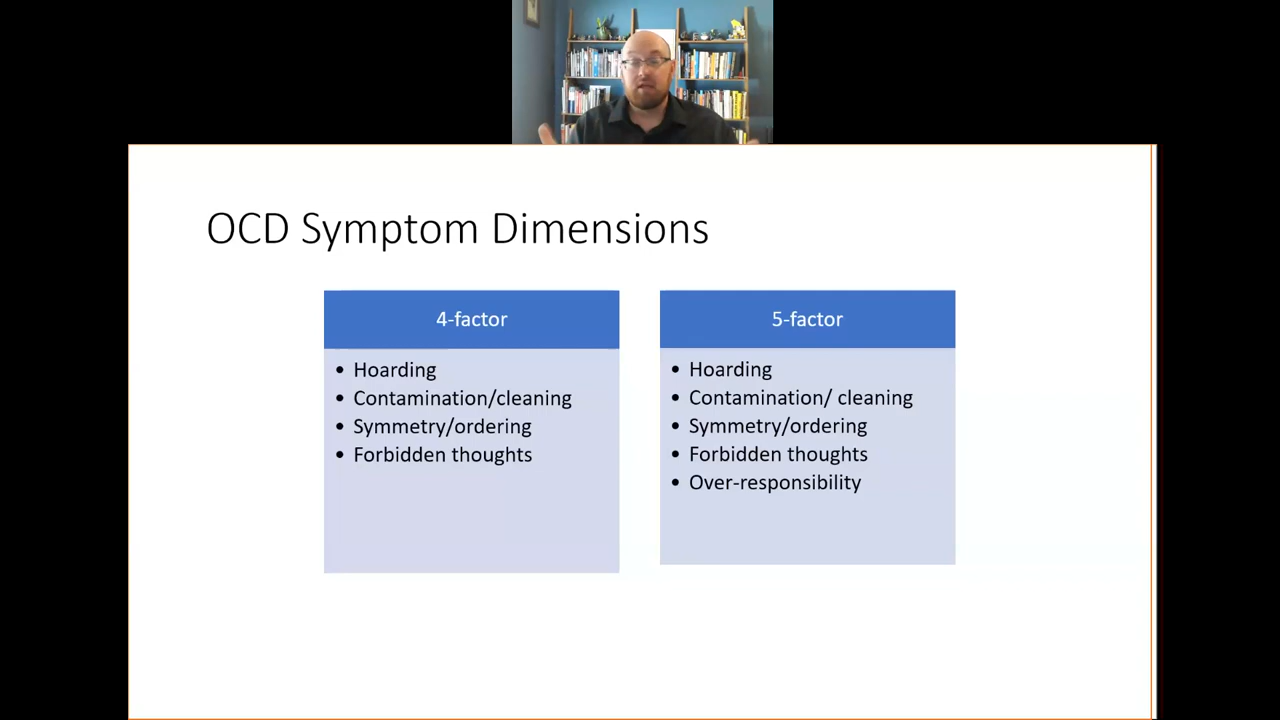 OCD Symptom Dimensions
4-factor
• Hoarding
• Contamination/cleaning
• Symmetry/ordering
• Forbidden thoughts
5-factor
• Hoarding
• Contamination/ cleaning
• Symmetry/ordering
• Forbidden thoughts
• Over-responsibility